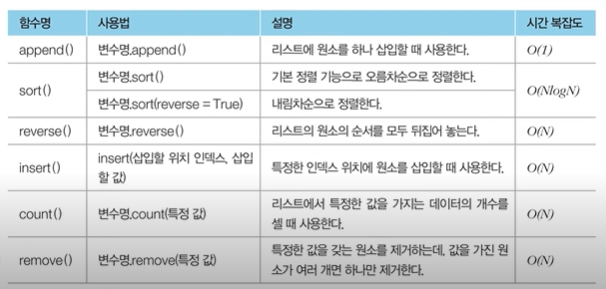 함수명 사용법 설명 시간 복잡도
append() 변수명.append() 리스트에 원소를 하나 삽입할 때 사용한다. O(1)
sort() 변수명.sort() 기본 정렬 기능으로 오름차순으로 정렬한다. O(NlogN)
변수명.sort(reverse = True) 내림차순으로 정렬한다.
reverse() 변수명.reverse() 리스트의 원소의 순서를 모두 뒤집어 놓는다. O(N)
insert() insert(삽입할 위치 인덱스, 삽입
할 값) 특정한 인덱스 위치에 원소를 삽입할 때 사용한다. O(N)
count() 변수명.count(특정 값) 리스트에서 특정한 값을 가지는 데이터의 개수를
셀 때 사용한다. O(N)
remove() 변수명.remove(특정 값) 특정한 값을 갖는 원소를 제거하는데, 값을 가진 원
소가 여러 개면 하나만 제거한다. O(N)